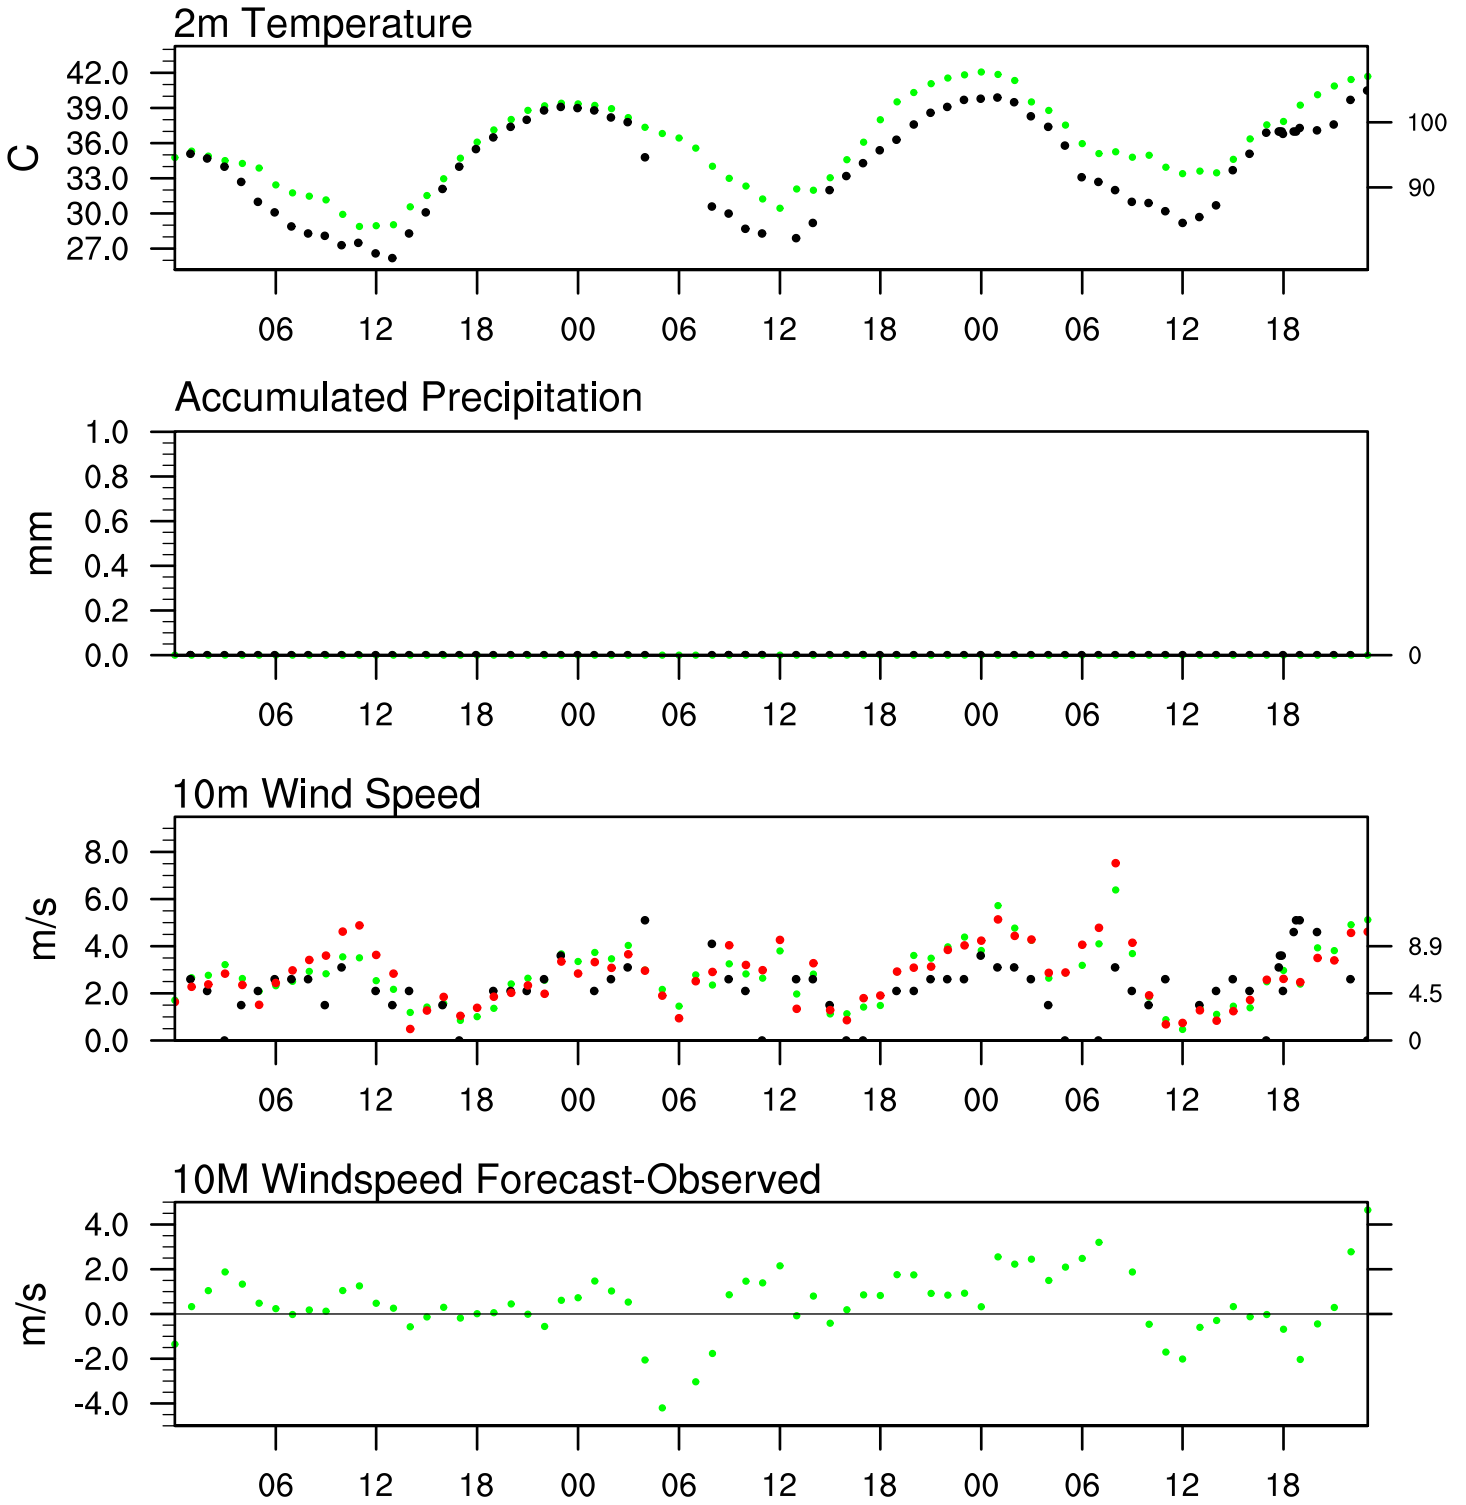 2m Temperature
42.0
39.0
36.0
33.0
30.0
27.0
C
100
90
06 12 18 00 06 12 18 00 06 12 18
Accumulated Precipitation
1.0
0.8
0.6
0.4
0.2
0.0
mm
0
06 12 18 00 06 12 18 00 06 12 18
10m Wind Speed
8.0
6.0
4.0
2.0
0.0
m/s
8.9
4.5
0
06 12 18 00 06 12 18 00 06 12 18
10M Windspeed Forecast-Observed
4.0
2.0
0.0
-2.0
-4.0
m/s
06 12 18 00 06 12 18 00 06 12 18